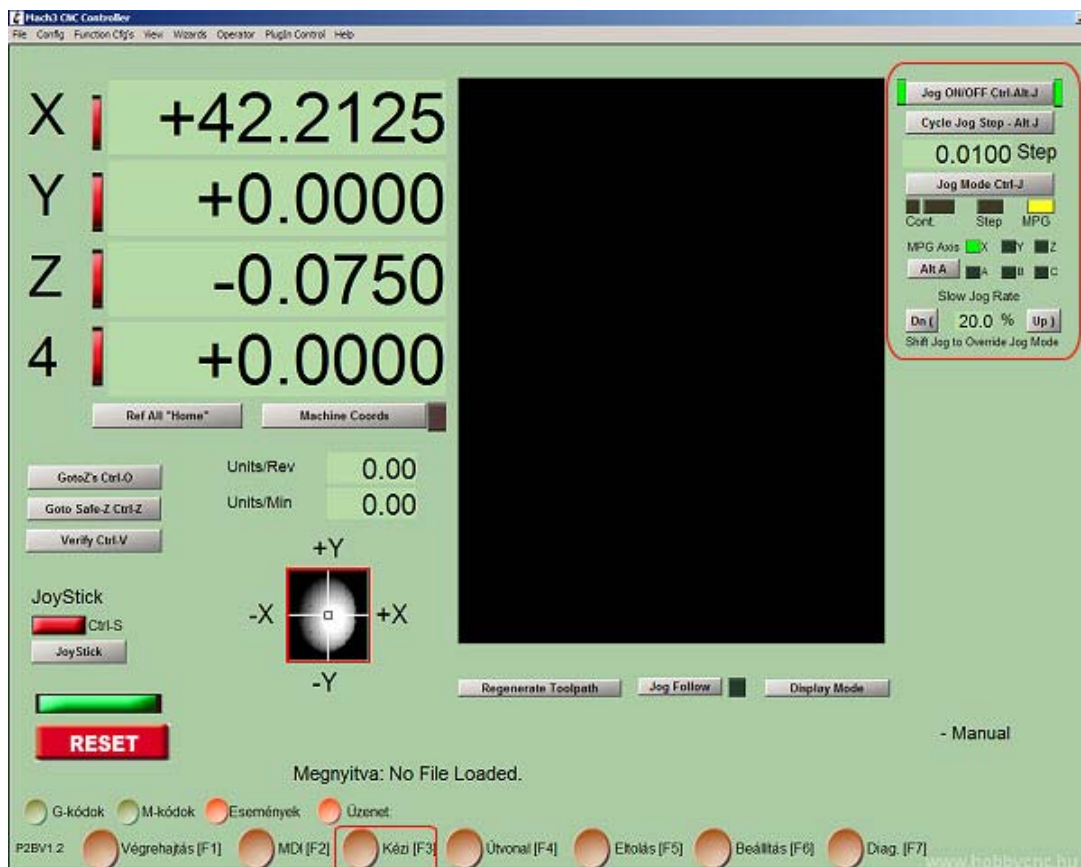 Mach3 CNC Controller
File Config Function Cfg's View Wizards Operator PlugIn Control Help
X +42.2125
Y +0.0000
Z -0.0750
4 +0.0000
Ref All "Home" Machine Coords
GotoZ's Ctrl-O
Goto Safe-Z Ctrl-Z
Verify Ctrl-V
Units/Rev 0.00
Units/Min 0.00
+Y
-X +X
-Y
JoyStick
Ctrl-S
JoyStick
RESET
Jog ON/OFF Ctrl-Alt-J
Cycle Jog Step - Alt J
0.0100 Step
Jog Mode Ctrl-J
Cont. Step MPG
MPG Axis X Y Z
Alt A A B C
Slow Jog Rate
Dn ( 20.0 % Up )
Shift Jog to Override Jog Mode
Regenerate Toolpath Jog Follow Display Mode
- Manual
Megnyitva: No File Loaded.
G-kódok M-kódok Események Üzenet:
P2BV1.2 Végrehajtás [F1] MDI [F2] Kézi [F3] Útvonal [F4] Eltolás [F5] Beállítás [F6] Diag. [F7]
www.hobbycnc.hu